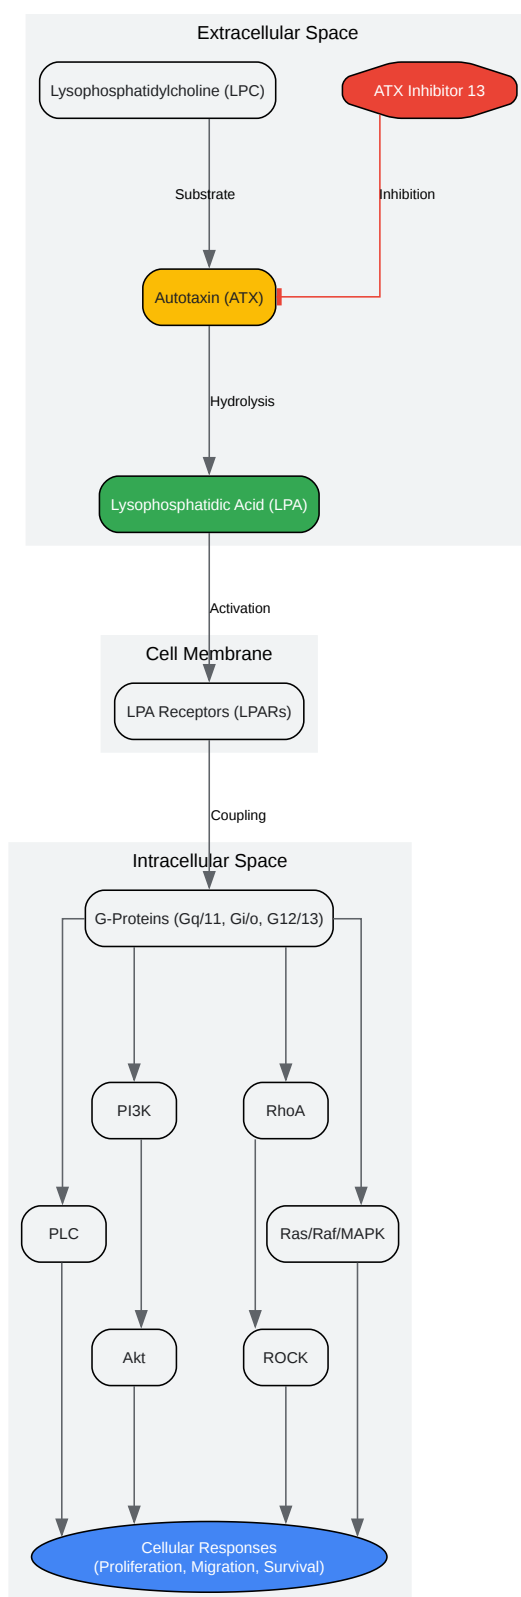 Extracellular Space
Lysophosphatidylcholine (LPC)
ATX Inhibitor 13
Substrate
Inhibition
Autotaxin (ATX)
Hydrolysis
Lysophosphatidic Acid (LPA)
Activation
Cell Membrane
LPA Receptors (LPARs)
Coupling
Intracellular Space
G-Proteins (Gq/11, Gi/o, G12/13)
PI3K
RhoA
PLC
Ras/Raf/MAPK
Akt
ROCK
Cellular Responses
(Proliferation, Migration, Survival)